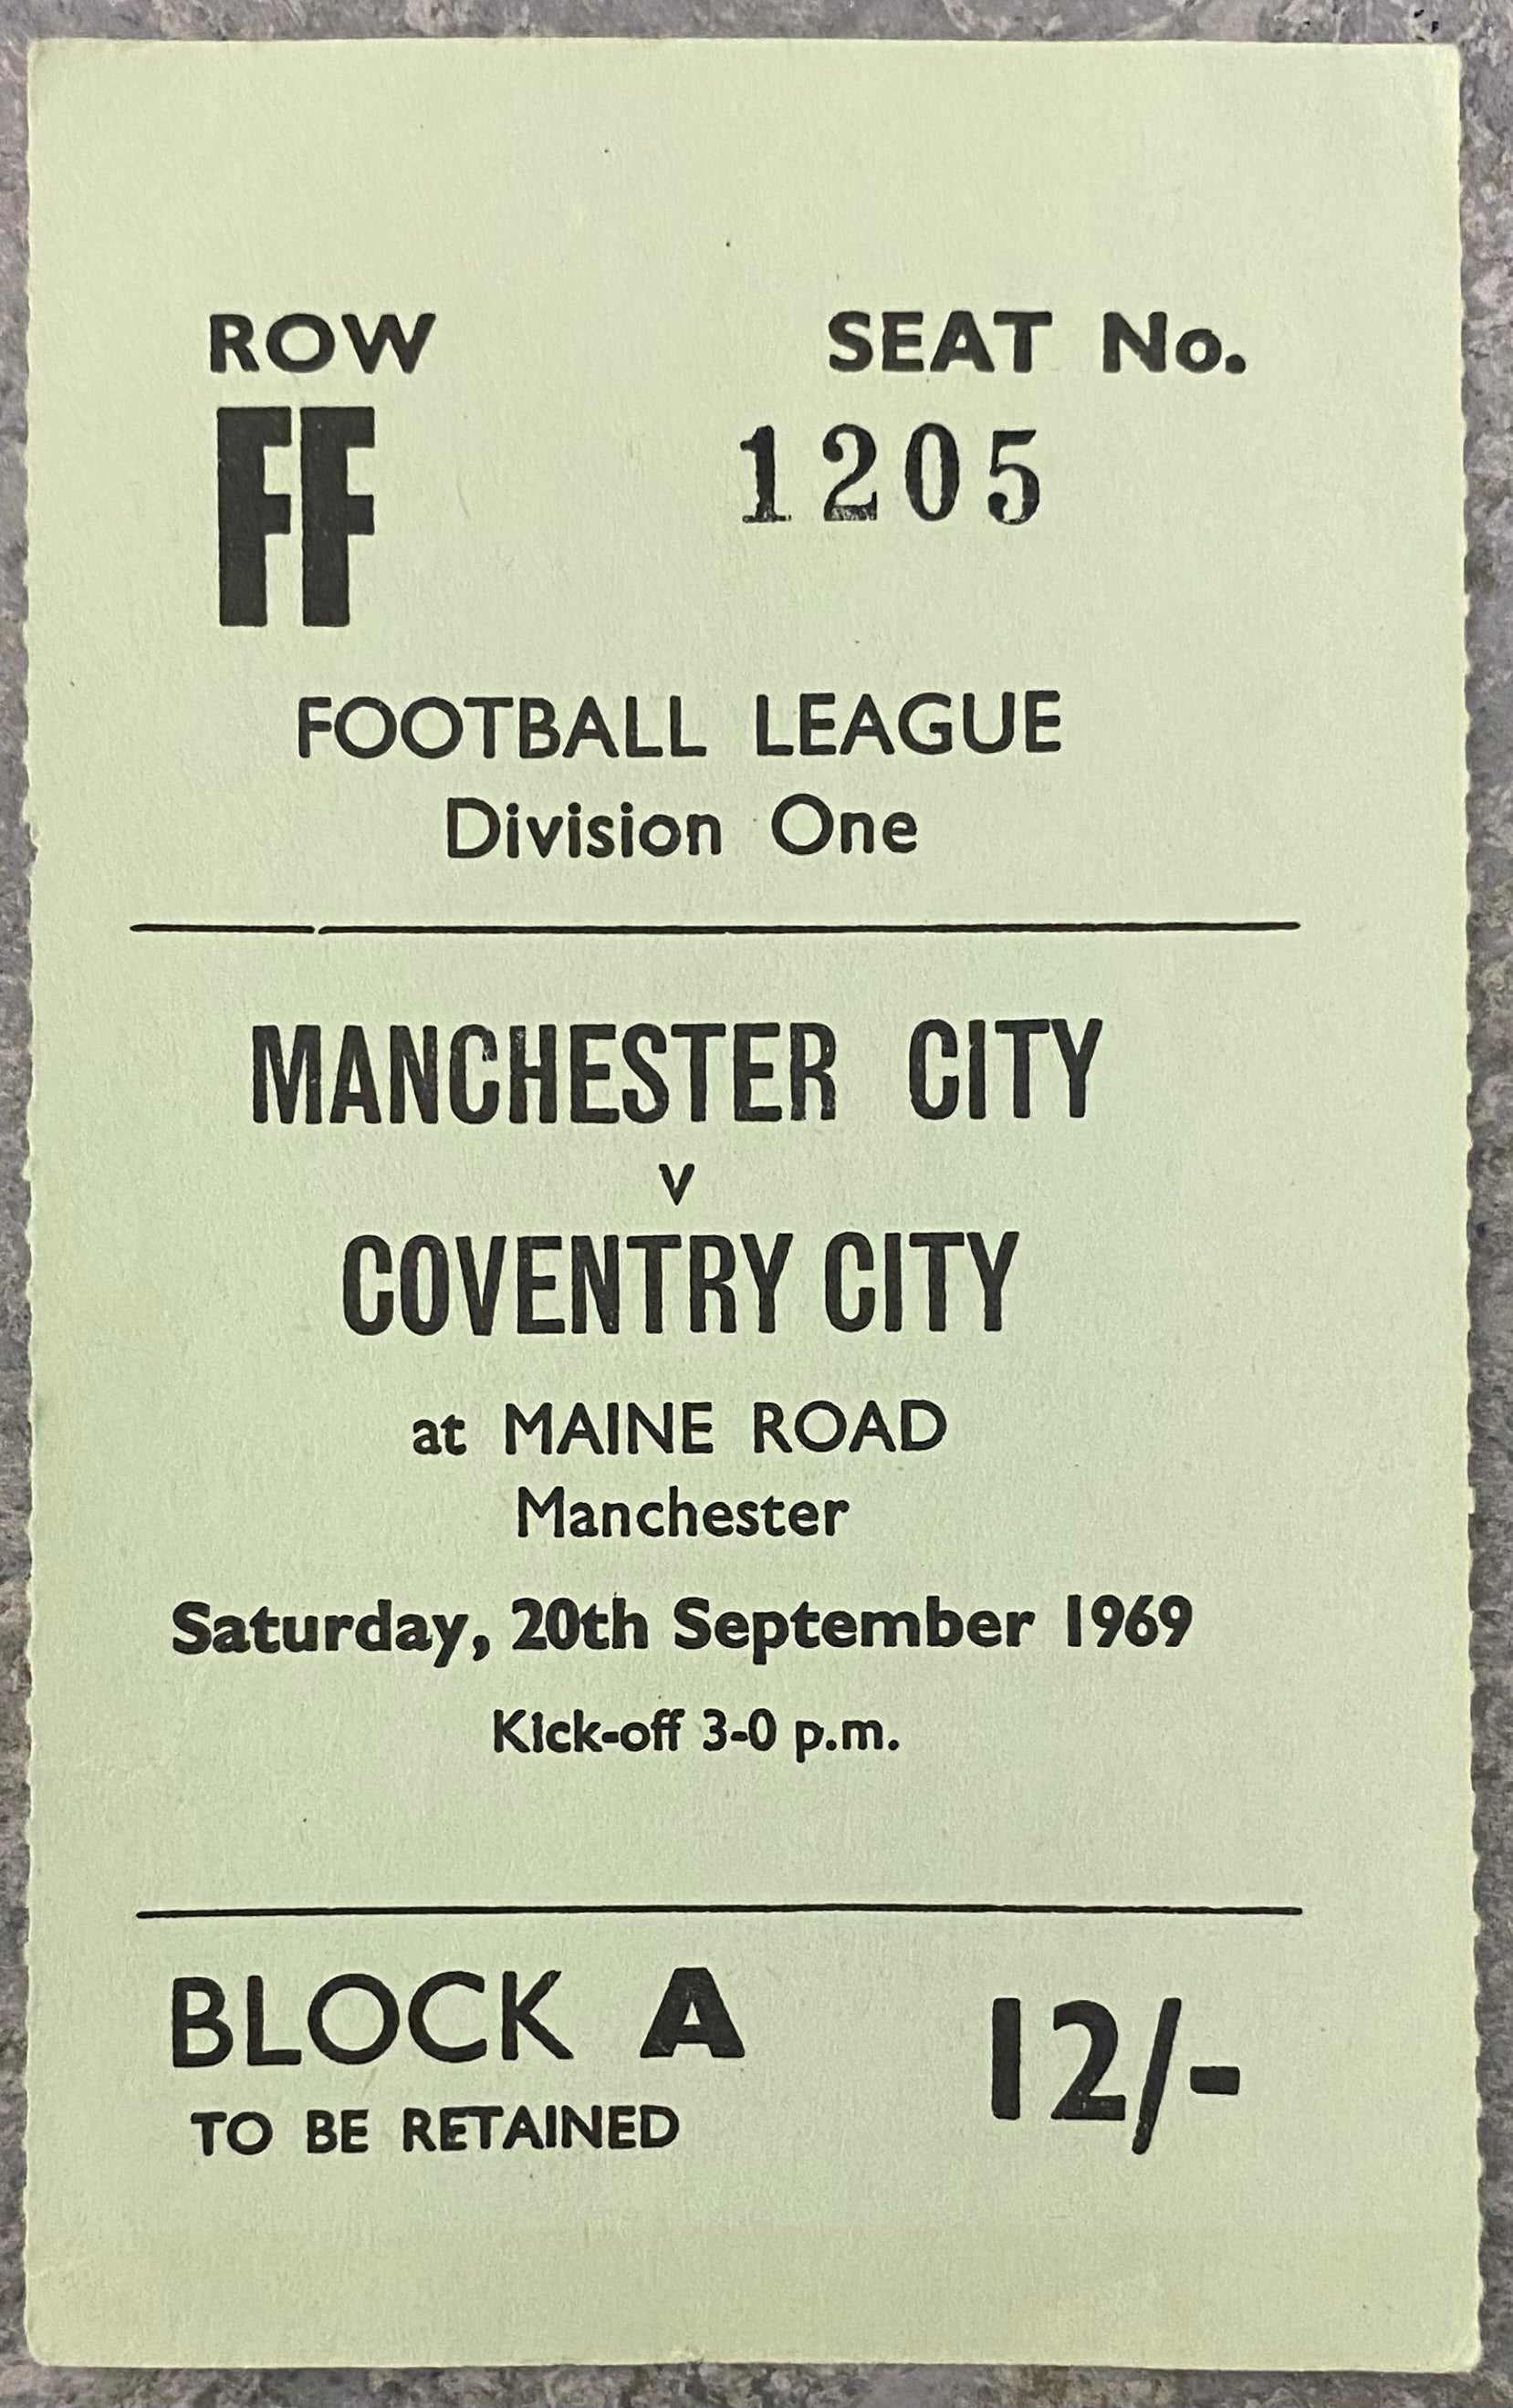 ROW SEAT No.
FF 1205
FOOTBALL LEAGUE
Division One
MANCHESTER CITY
v
COVENTRY CITY
at MAINE ROAD
Manchester
Saturday, 20th September 1969
Kick-off 3-0 p.m.
BLOCK A 12/-
TO BE RETAINED